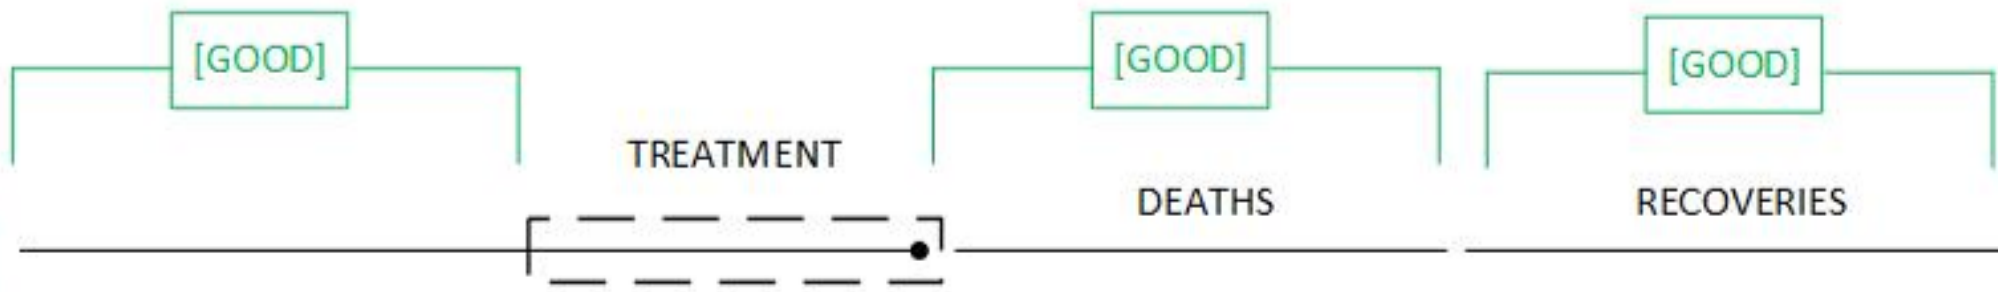 [GOOD]
[GOOD]
[GOOD]
TREATMENT
DEATHS
RECOVERIES